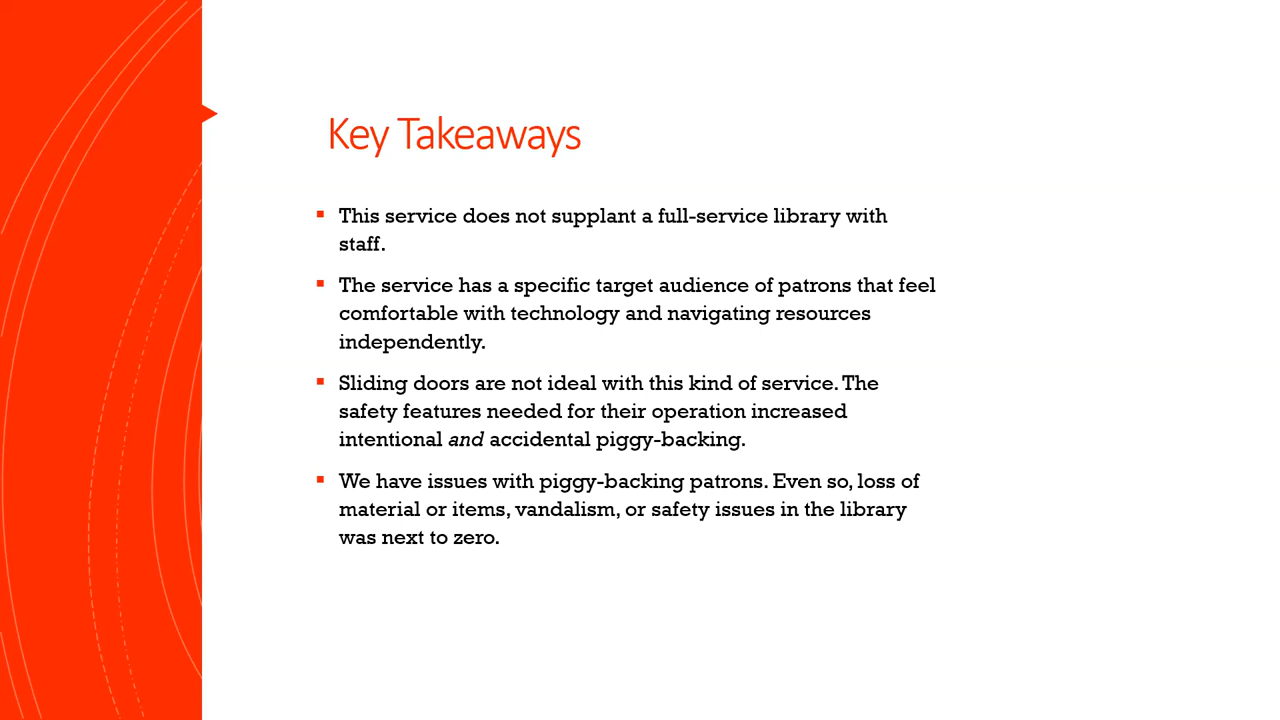 Key Takeaways
This service does not supplant a full-service library with
staff.
The service has a specific target audience of patrons that feel
comfortable with technology and navigating resources
independently.
Sliding doors are not ideal with this kind of service. The
safety features needed for their operation increased
intentional and accidental piggy-backing.
We have issues with piggy-backing patrons. Even so, loss of
material or items, vandalism, or safety issues in the library
was next to zero.